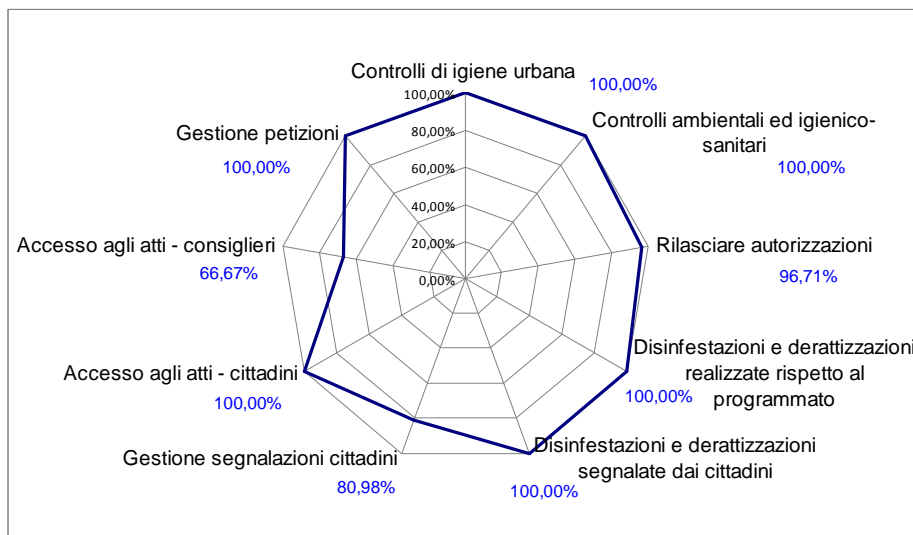 Controlli di igiene urbana
100,00%
100,00%
80,00%
60,00%
40,00%
20,00%
0,00%
Controlli ambientali ed igienico-
sanitari
100,00%
Rilasciare autorizzazioni
96,71%
Disinfestazioni e derattizzazioni
realizzate rispetto al
programmato
100,00%
Disinfestazioni e derattizzazioni
segnalate dai cittadini
100,00%
Gestione segnalazioni cittadini
80,98%
Accesso agli atti - cittadini
100,00%
Accesso agli atti - consiglieri
66,67%
Gestione petizioni
100,00%